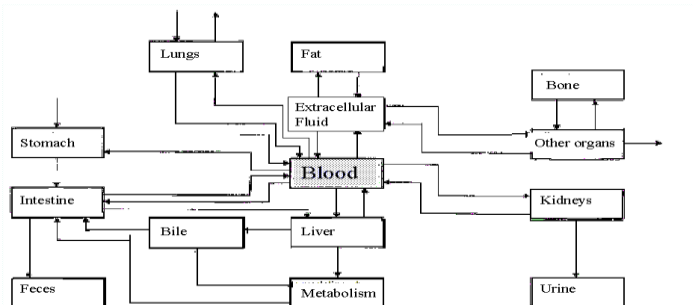 Lungs
Fat
Bone
Extracellular
Fluid
Stomach
Other organs
Blood
Intestine
Kidneys
Bile
Liver
Feces
Metabolism
Urine